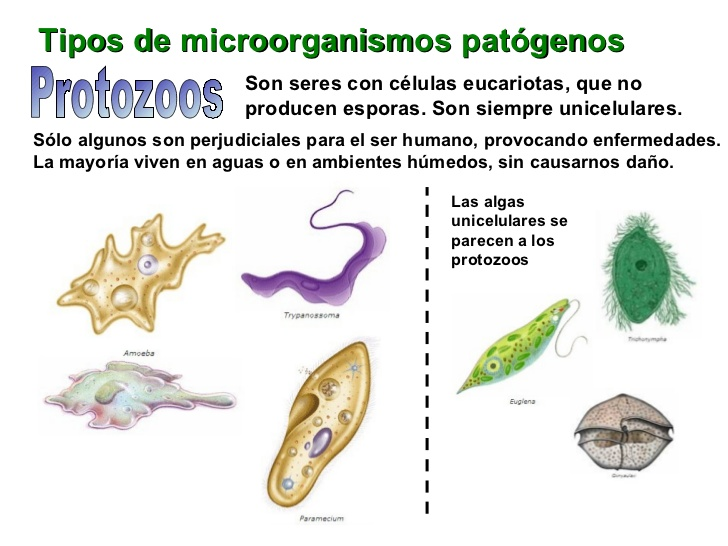 Tipos de microorganismos patógenos
Protozoos
Son seres con células eucariotas, que no
producen esporas. Son siempre unicelulares.
Sólo algunos son perjudiciales para el ser humano, provocando enfermedades.
La mayoría viven en aguas o en ambientes húmedos, sin causarnos daño.
Las algas
unicelulares se
parecen a los
protozoos
Trypanossoma
Amoeba
Paramecium
Euglena
Trichonympha